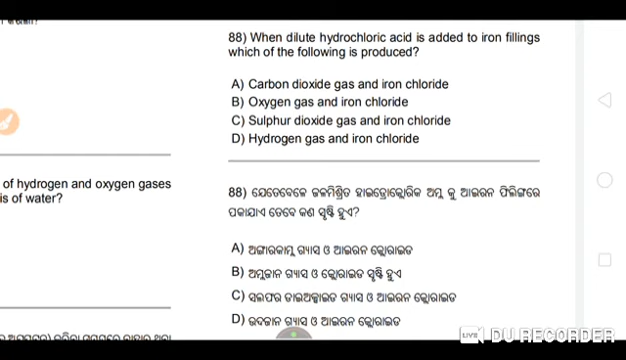 88) When dilute hydrochloric acid is added to iron fillings
which of the following is produced?
A) Carbon dioxide gas and iron chloride
B) Oxygen gas and iron chloride
C) Sulphur dioxide gas and iron chloride
D) Hydrogen gas and iron chloride
of hydrogen and oxygen gases
is of water?
88) ଯେତେବେଳେ ଜଳମିଶ୍ରିତ ହାଇଡ୍ରୋକ୍ଲୋରିକ ଅମ୍ଳ କୁ ଆଇରନ ଫିଲିଙ୍ଗରେ
ପକାଯାଏ ତେବେ କଣ ସୃଷ୍ଟି ହୁଏ?
A) ଅଙ୍ଗାରକାମ୍ଳ ଗ୍ୟାସ ଓ ଆଇରନ କ୍ଲୋରାଇଡ
B) ଅମ୍ଳଜାନ ଗ୍ୟାସ ଓ କ୍ଲୋରାଇଡ ସୃଷ୍ଟି ହୁଏ
C) ସଲଫର ଡାଇଅକ୍ସାଇଡ ଗ୍ୟାସ ଓ ଆଇରନ କ୍ଲୋରାଇଡ
D) ଉଦଜାନ ଗ୍ୟାସ ଓ ଆଇରନ କ୍ଲୋରାଇଡ
LIVE DU RECORDER